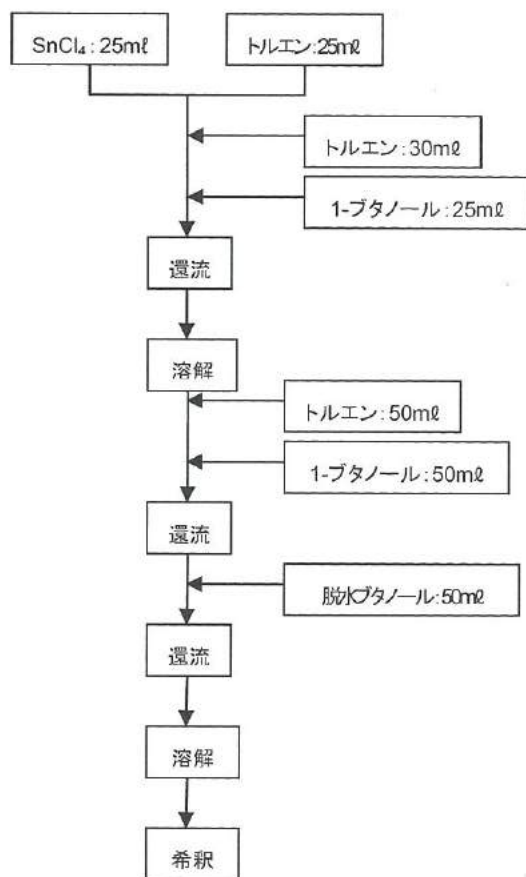 SnCl₄:25mℓ
トルエン:25mℓ
トルエン:30mℓ
1-ブタノール:25mℓ
還流
溶解
トルエン:50mℓ
1-ブタノール:50mℓ
還流
脱水ブタノール:50mℓ
還流
溶解
希釈